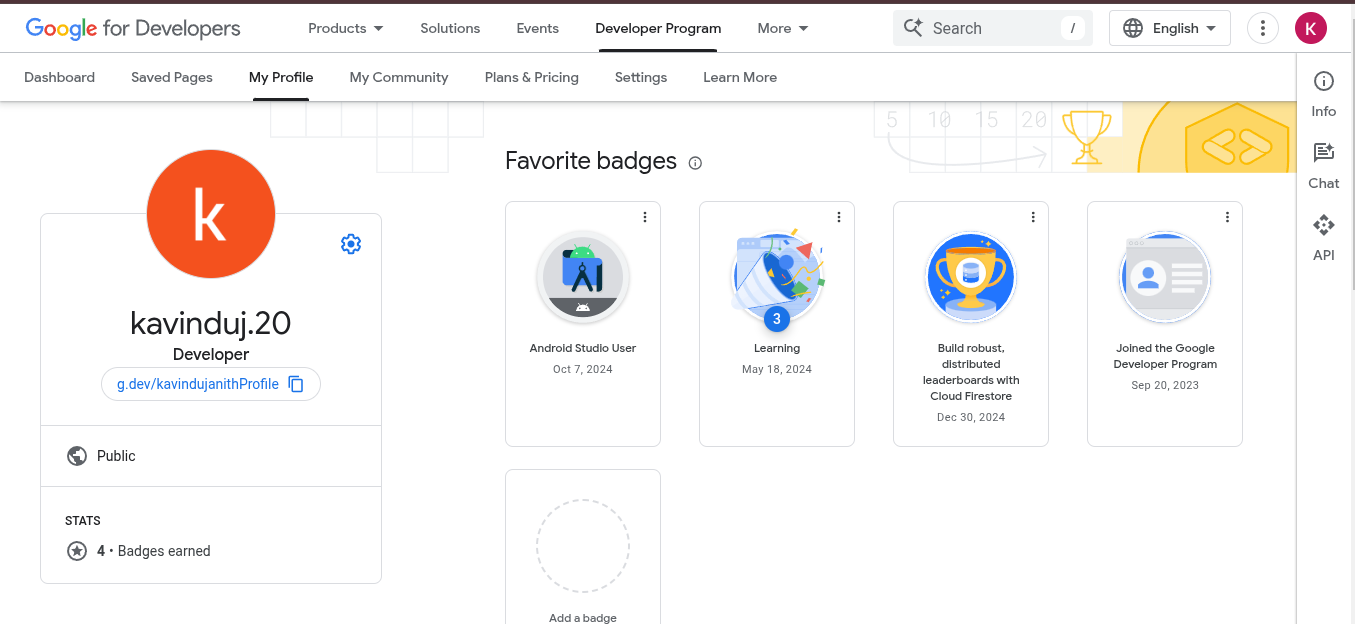 Google for Developers
Products
Solutions
Events
Developer Program
More
Search
/
English
K
Dashboard
Saved Pages
My Profile
My Community
Plans & Pricing
Settings
Learn More
Info
Chat
API
5 10 15 20
k
kavinduj.20
Developer
g.dev/kavindujanithProfile
Public
STATS
4 • Badges earned
Favorite badges
Android Studio User
Oct 7, 2024
3
Learning
May 18, 2024
Build robust,
distributed
leaderboards with
Cloud Firestore
Dec 30, 2024
Joined the Google
Developer Program
Sep 20, 2023
Add a badge